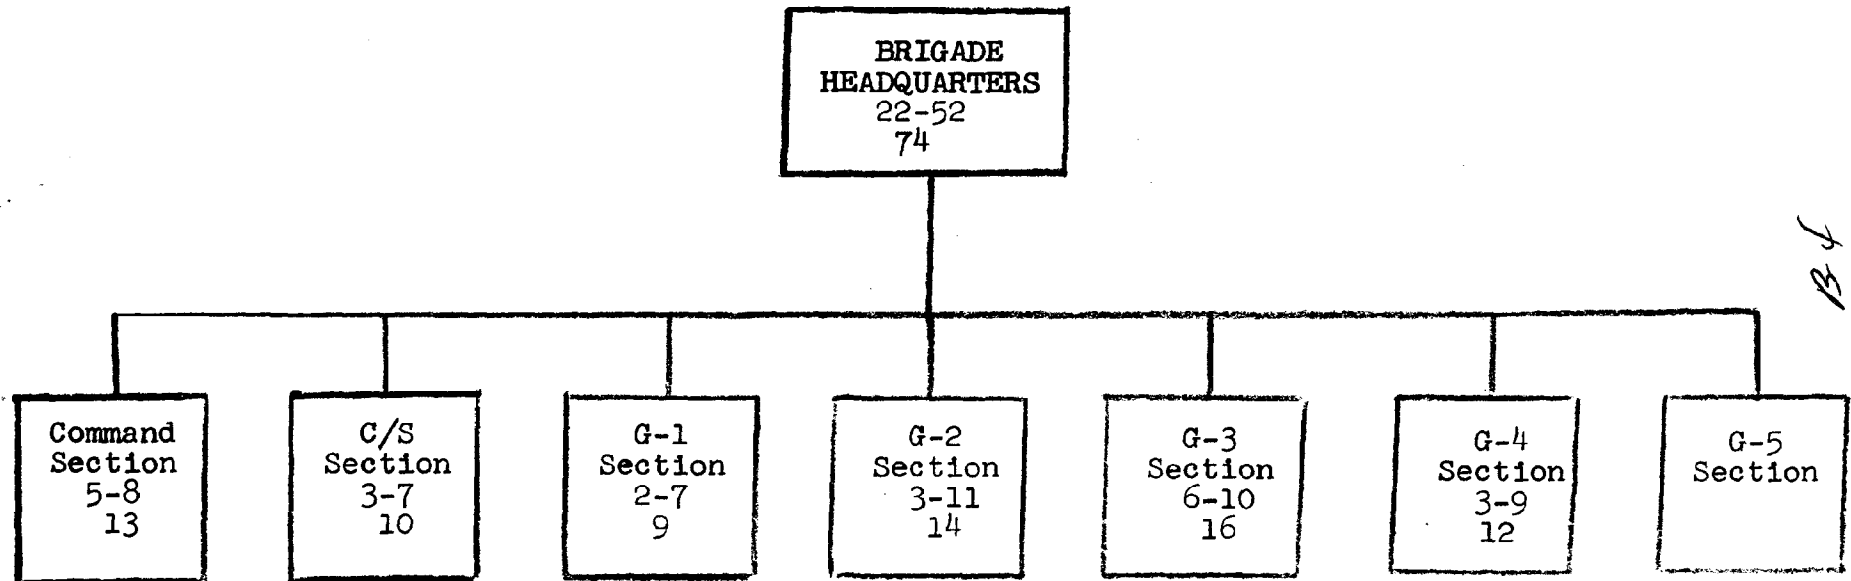 BRIGADE
HEADQUARTERS
22-52
74
B 4
Command
Section
5-8
13
C/S
Section
3-7
10
G-1
Section
2-7
9
G-2
Section
3-11
14
G-3
Section
6-10
16
G-4
Section
3-9
12
G-5
Section